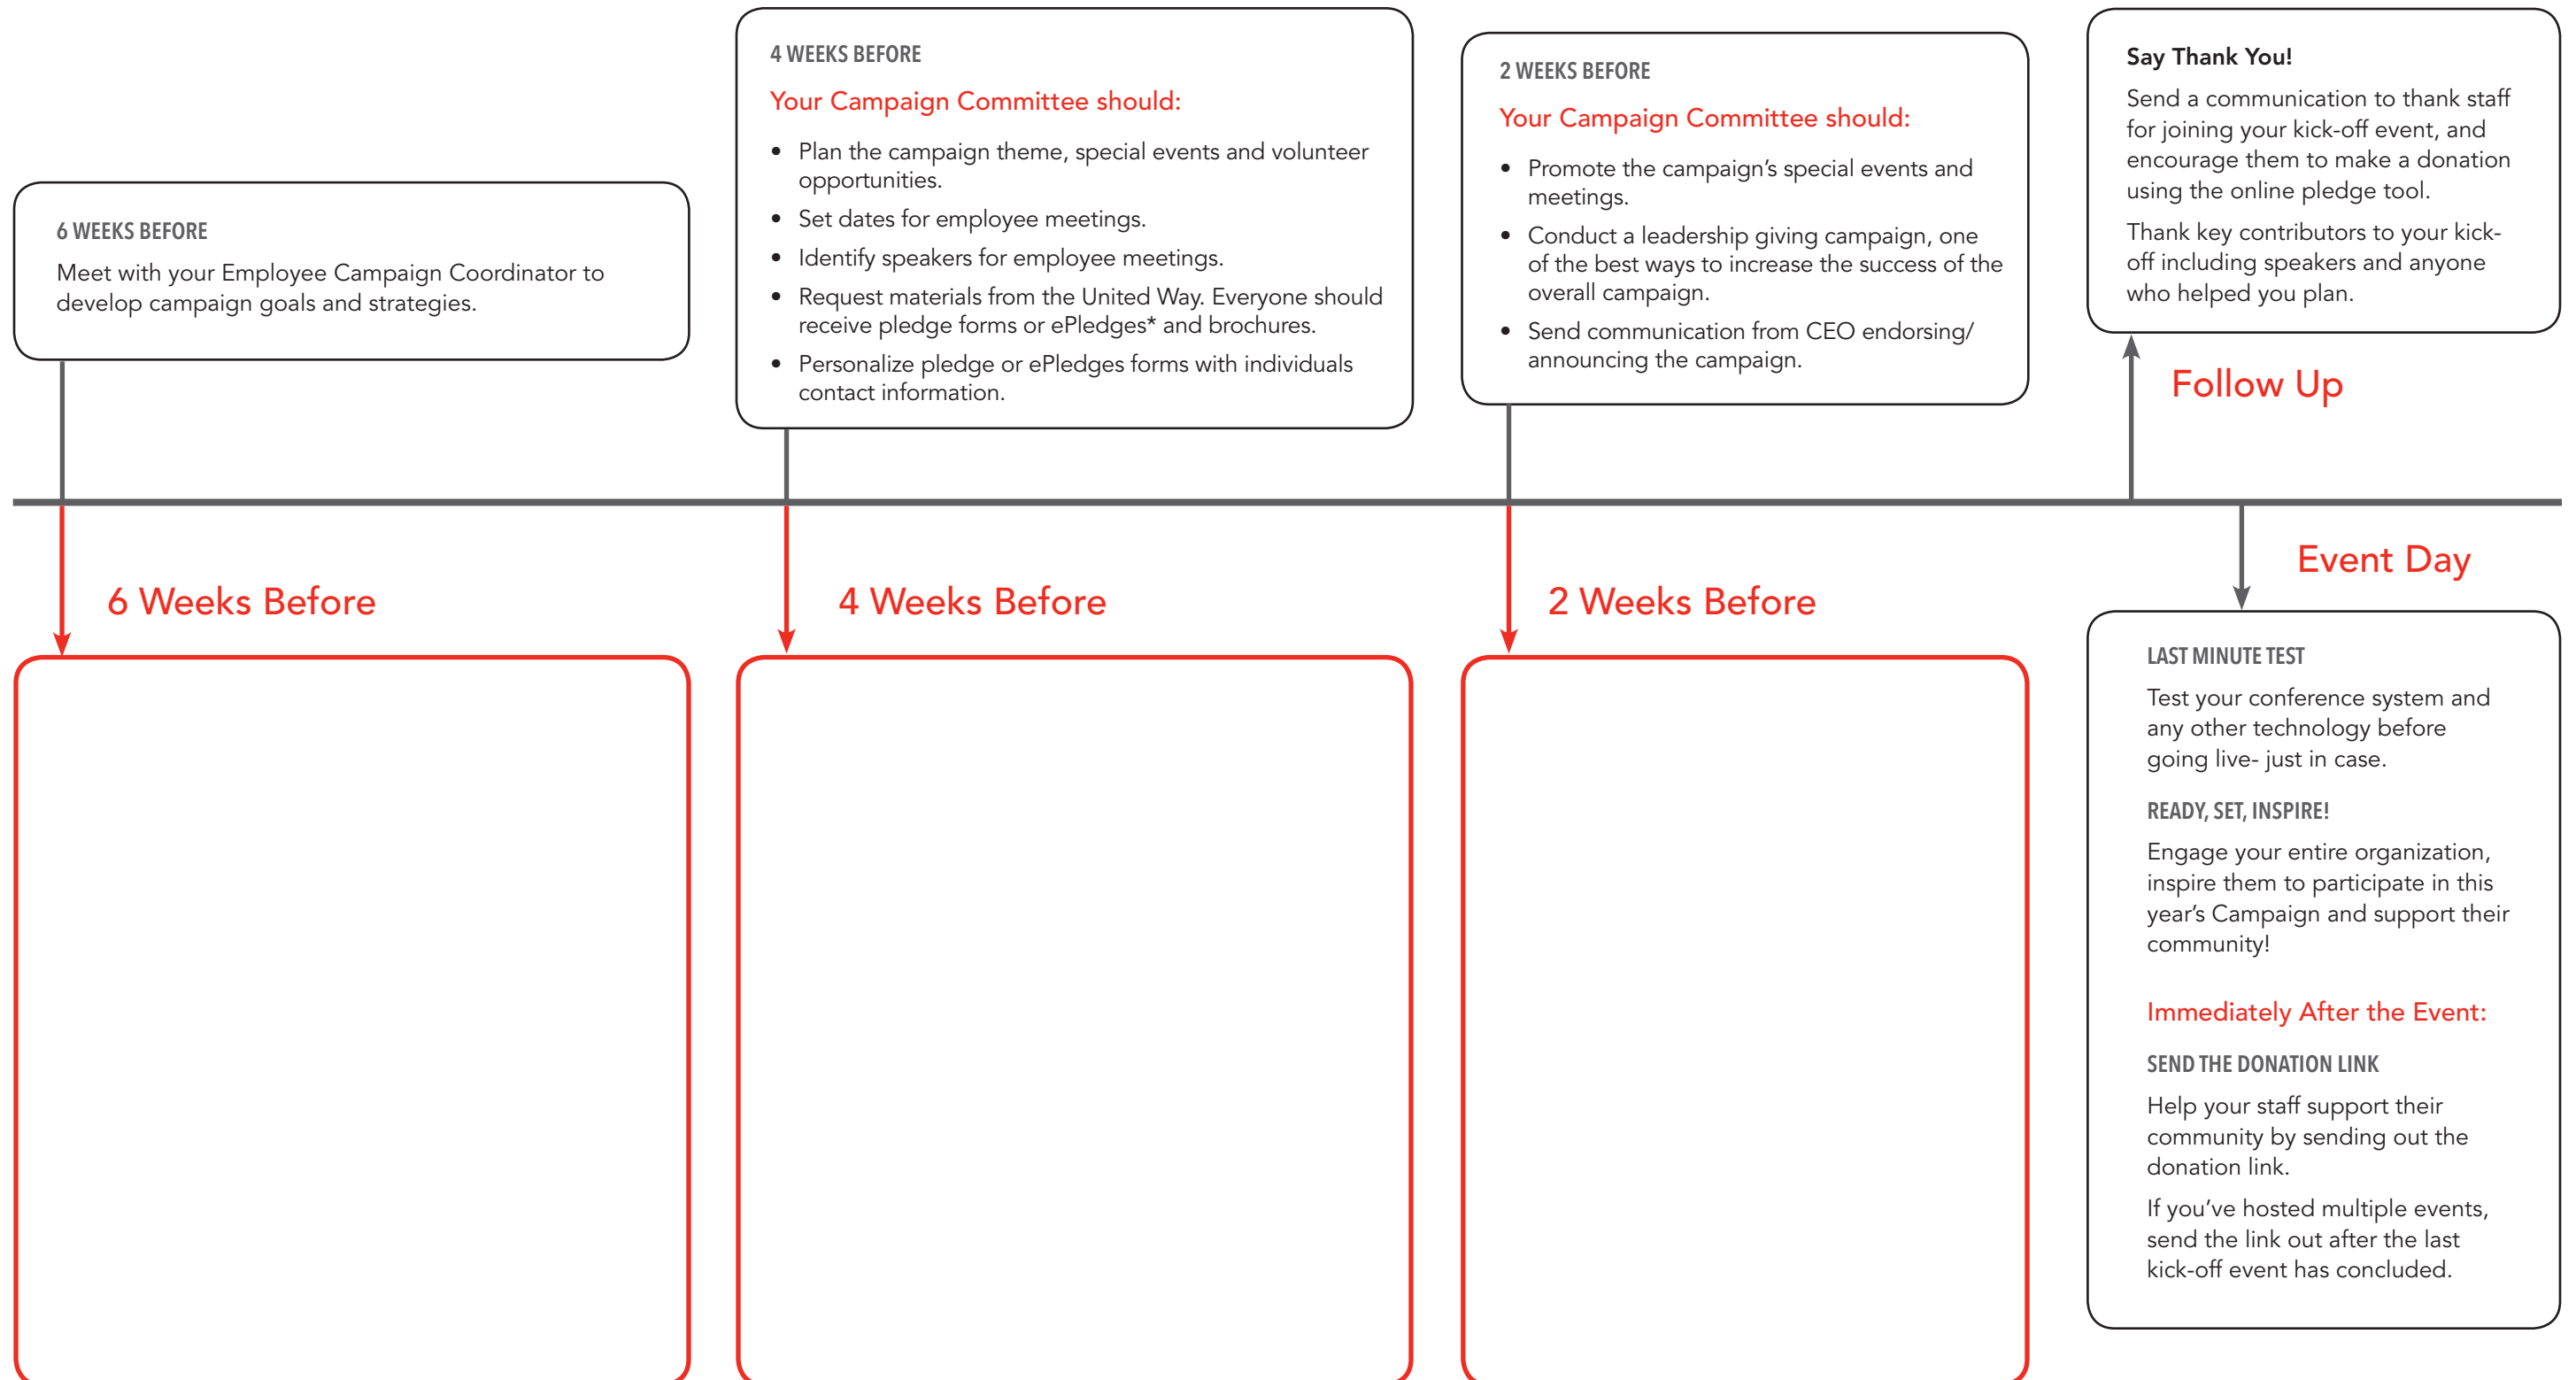 6 WEEKS BEFORE
Meet with your Employee Campaign Coordinator to
develop campaign goals and strategies.
4 WEEKS BEFORE
Your Campaign Committee should:
• Plan the campaign theme, special events and volunteer
opportunities.
• Set dates for employee meetings.
• Identify speakers for employee meetings.
• Request materials from the United Way. Everyone should
receive pledge forms or ePledges* and brochures.
• Personalize pledge or ePledges forms with individuals
contact information.
2 WEEKS BEFORE
Your Campaign Committee should:
• Promote the campaign’s special events and
meetings.
• Conduct a leadership giving campaign, one
of the best ways to increase the success of the
overall campaign.
• Send communication from CEO endorsing/
announcing the campaign.
Say Thank You!
Send a communication to thank staff
for joining your kick-off event, and
encourage them to make a donation
using the online pledge tool.
Thank key contributors to your kick-
off including speakers and anyone
who helped you plan.
Follow Up
6 Weeks Before
4 Weeks Before
2 Weeks Before
Event Day
LAST MINUTE TEST
Test your conference system and
any other technology before
going live- just in case.
READY, SET, INSPIRE!
Engage your entire organization,
inspire them to participate in this
year’s Campaign and support their
community!
Immediately After the Event:
SEND THE DONATION LINK
Help your staff support their
community by sending out the
donation link.
If you’ve hosted multiple events,
send the link out after the last
kick-off event has concluded.